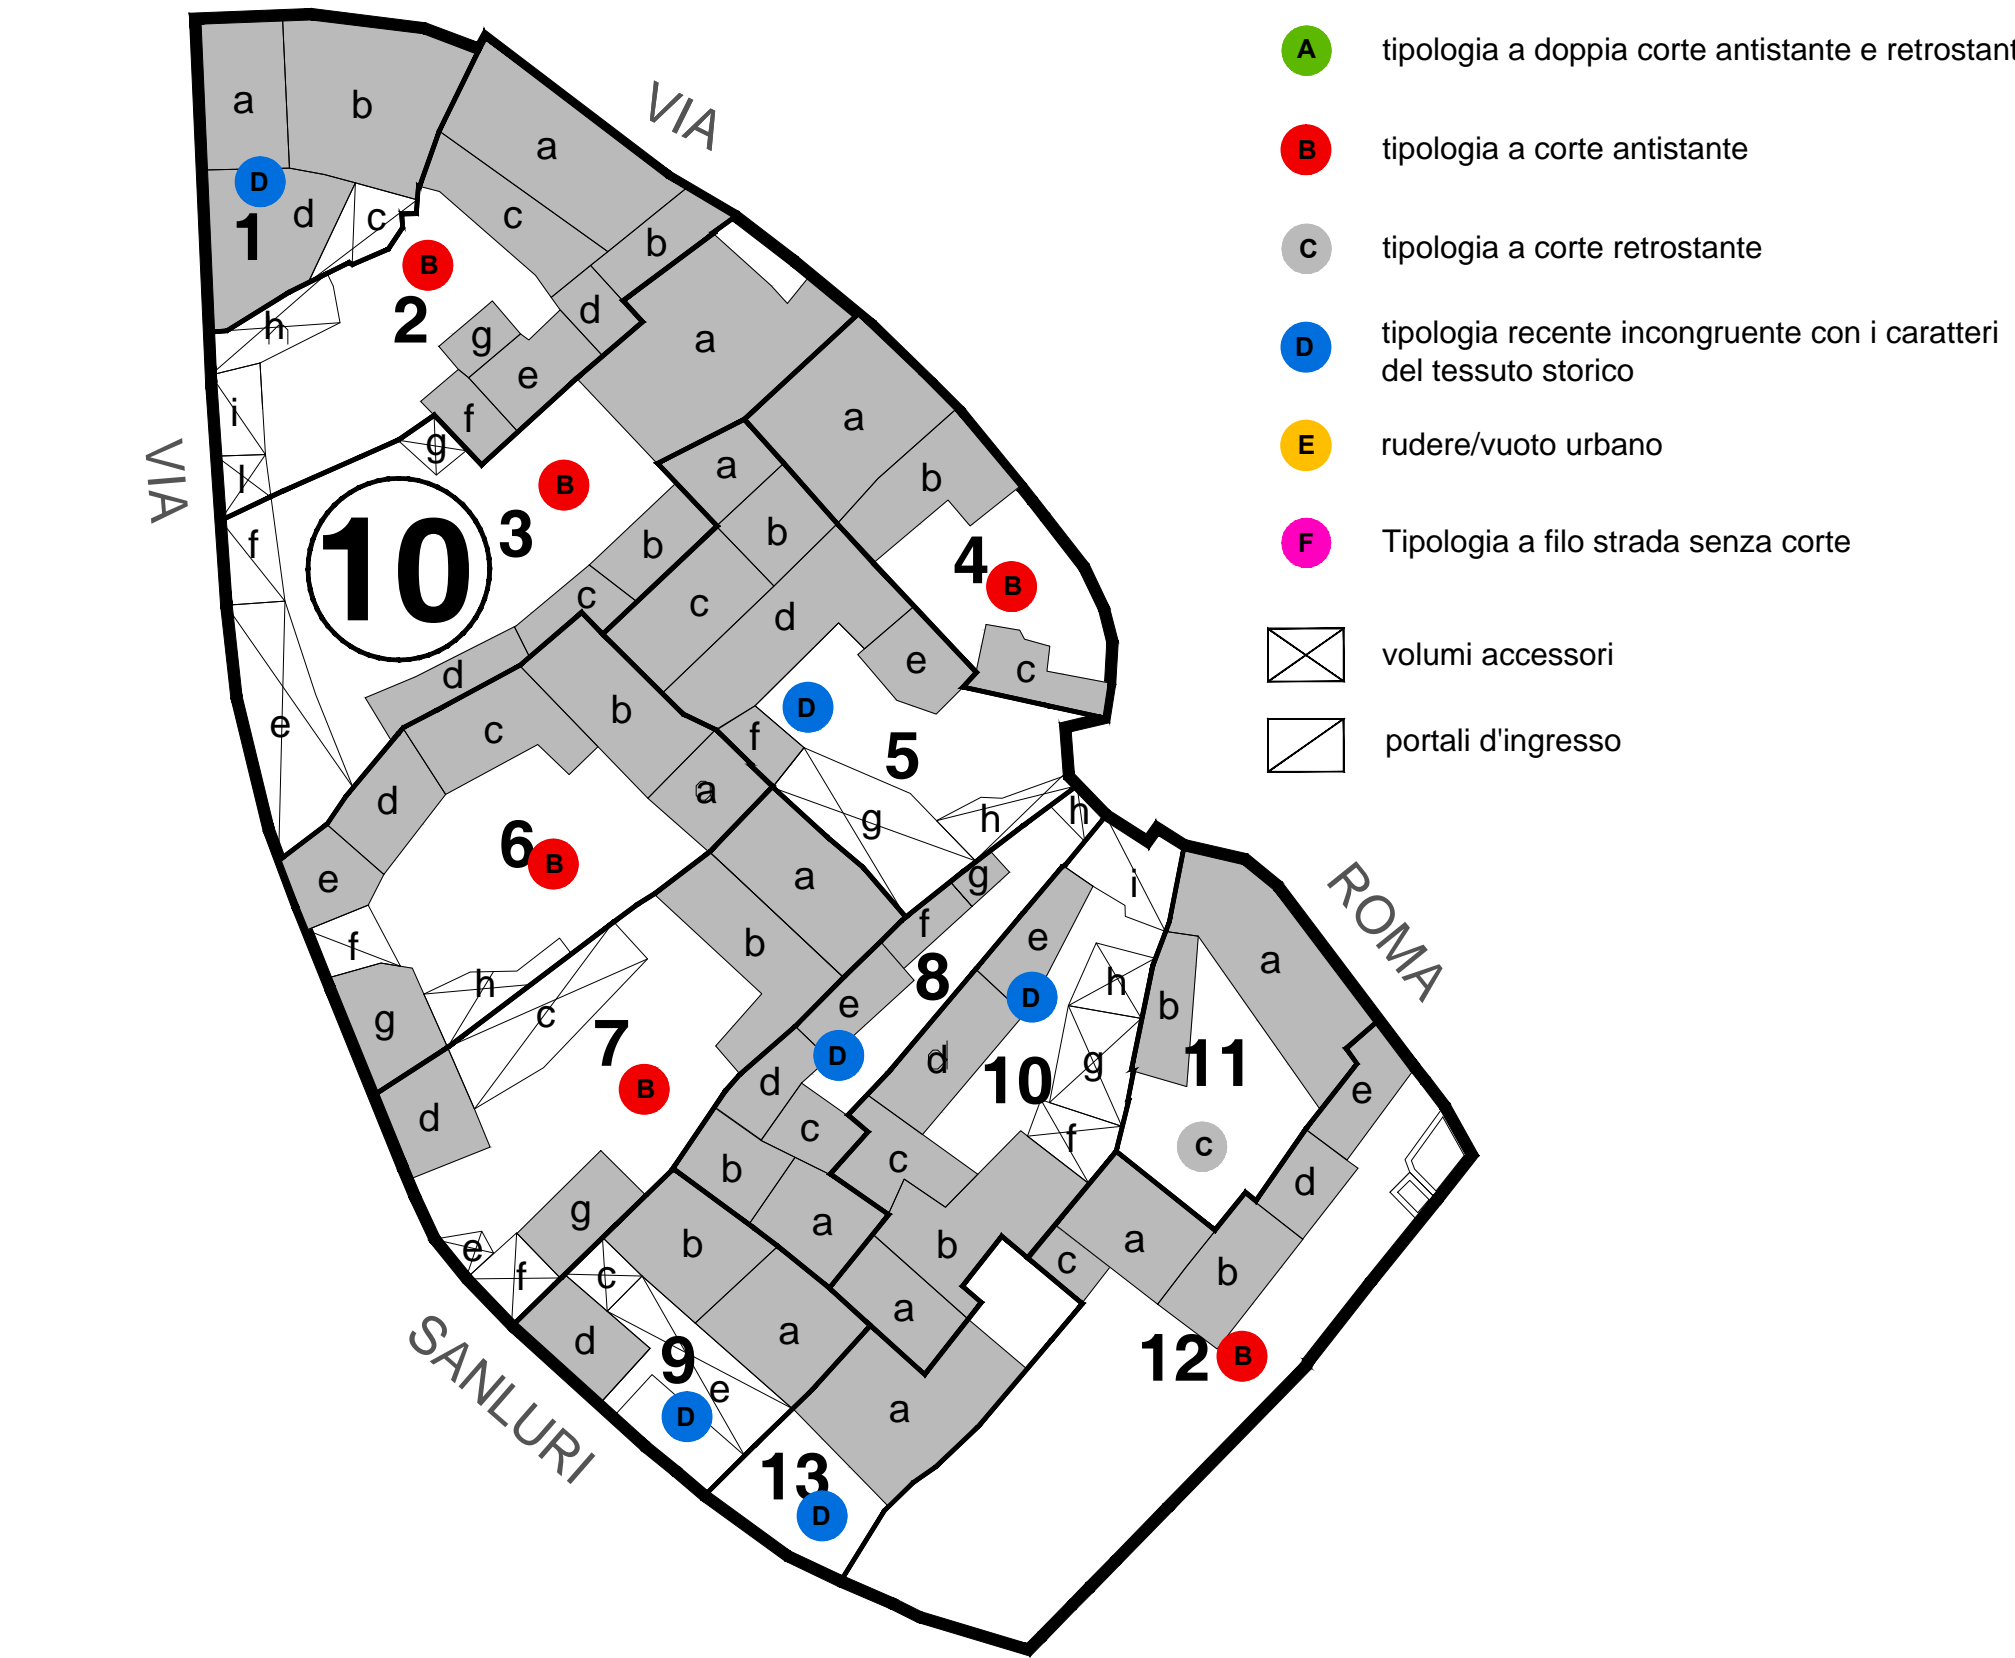 A tipologia a doppia corte antistante e retrostant
B tipologia a corte antistante
C tipologia a corte retrostante
D tipologia recente incongruente con i caratteri
del tessuto storico
E rudere/vuoto urbano
F Tipologia a filo strada senza corte
volumi accessori
portali d'ingresso
VIA
ROMA
VIA
SANLURI
10
a
b
D
d
c
1
a
c
b
B
2
d
g
e
f
h
i
l
a
g
B
3
b
c
d
f
e
a
b
4
B
c
a
b
c
d
e
D
5
f
g
h
b
a
c
d
6
B
e
f
g
h
a
b
c
7
B
d
e
f
g
h
g
f
8
e
D
d
c
b
a
b
a
c
d
9
e
D
i
e
D
h
d
g
10
f
c
b
a
a
b
11
C
e
d
a
c
b
12
B
a
13
D